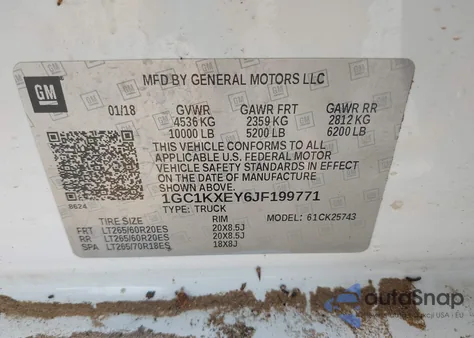 GM
MFD BY GENERAL MOTORS LLC
01/18 GVWR GAWR FRT GAWR RR
4536 KG 2359 KG 2812 KG
10000 LB 5200 LB 6200 LB
THIS VEHICLE CONFORMS TO ALL
APPLICABLE U.S. FEDERAL MOTOR
VEHICLE SAFETY STANDARDS IN EFFECT
ON THE DATE OF MANUFACTURE
SHOWN ABOVE.
1GC1KXEY6JF199771
8624 TYPE: TRUCK MODEL: 61CK25743
TIRE SIZE RIM
FRT LT265/60R20ES 20X8.5J
RR LT265/60R20ES 20X8.5J
SPA LT265/70R18ES 18X8J
autoSnap